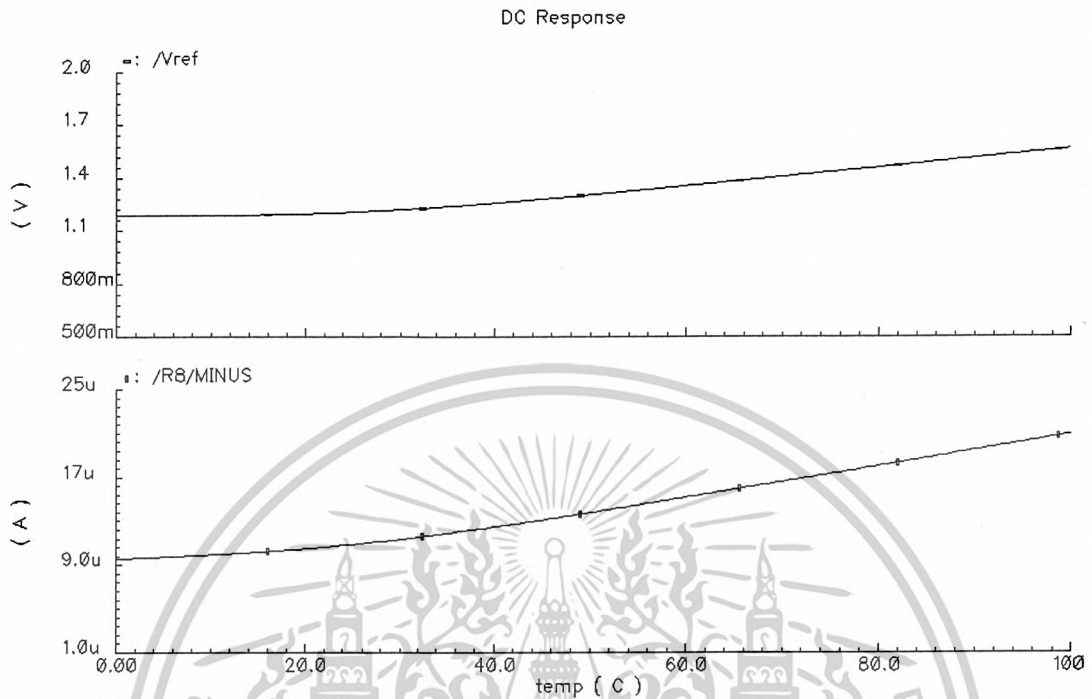 DC Response
-: /Vref
2.0
1.7
1.4
1.1
800m
500m
( V )
▯: /R8/MINUS
25u
17u
9.0u
1.0u
( A )
0.00 20.0 40.0 60.0 80.0 100
temp ( C )